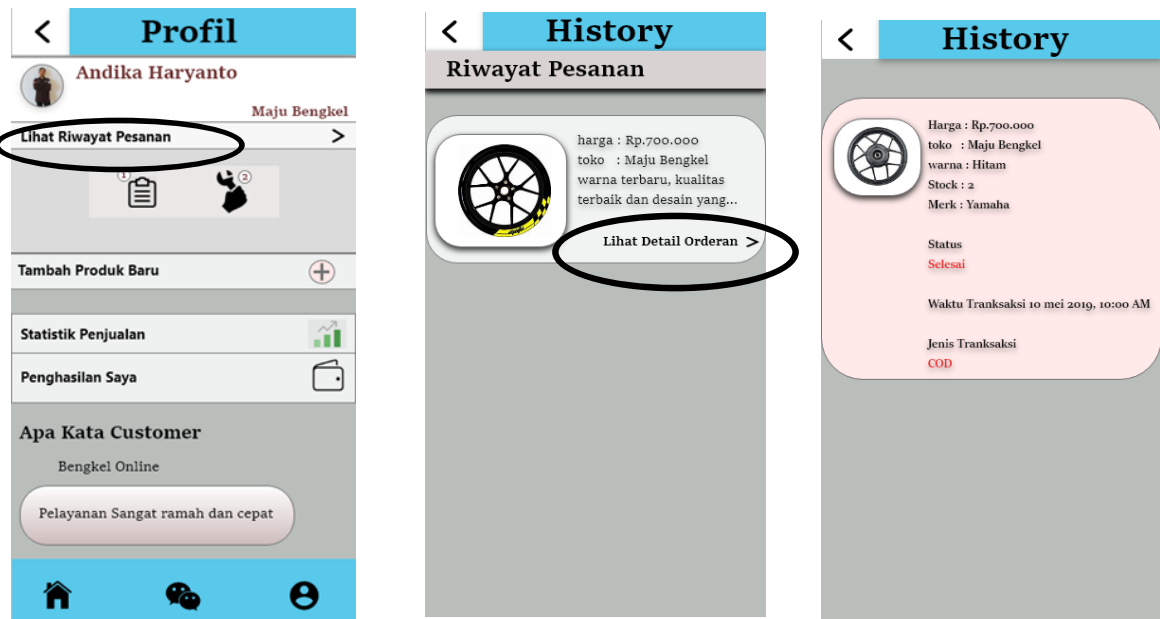 Profil
Andika Haryanto
Maju Bengkel
Lihat Riwayat Pesanan
1
2
Tambah Produk Baru
Statistik Penjualan
Penghasilan Saya
Apa Kata Customer
Bengkel Online
Pelayanan Sangat ramah dan cepat
History
Riwayat Pesanan
harga : Rp.700.000
toko : Maju Bengkel
warna terbaru, kualitas
terbaik dan desain yang...
Lihat Detail Orderan >
History
Harga : Rp.700.000
toko : Maju Bengkel
warna : Hitam
Stock : 2
Merk : Yamaha
Status
Selesai
Waktu Tranksaksi 10 mei 2019, 10:00 AM
Jenis Tranksaksi
COD